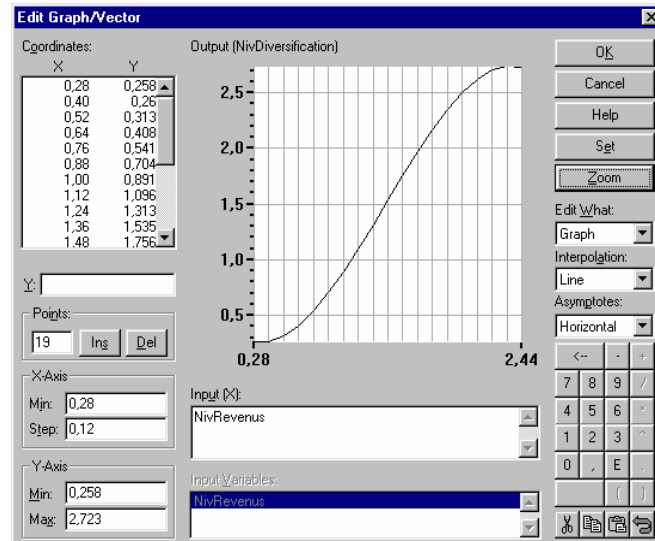 Edit Graph/Vector
Coordinates:
X Y
0,28 0,258
0,40 0,26
0,52 0,313
0,64 0,408
0,76 0,541
0,88 0,704
1,00 0,891
1,12 1,096
1,24 1,313
1,36 1,535
1,48 1,756
Y:
Points:
19 Ins Del
X-Axis
Min: 0,28
Step: 0,12
Y-Axis
Min: 0,258
Max: 2,723
Output (NivDiversification)
2,5
2,0
1,5
1,0
0,5
0,28 2,44
Input (X):
NivRevenus
Input Variables:
NivRevenus
OK
Cancel
Help
Set
Zoom
Edit What:
Graph
Interpolation:
Line
Asymptotes:
Horizontal
<-- - +
7 8 9 /
4 5 6 *
1 2 3 ^
0 , E .
( )